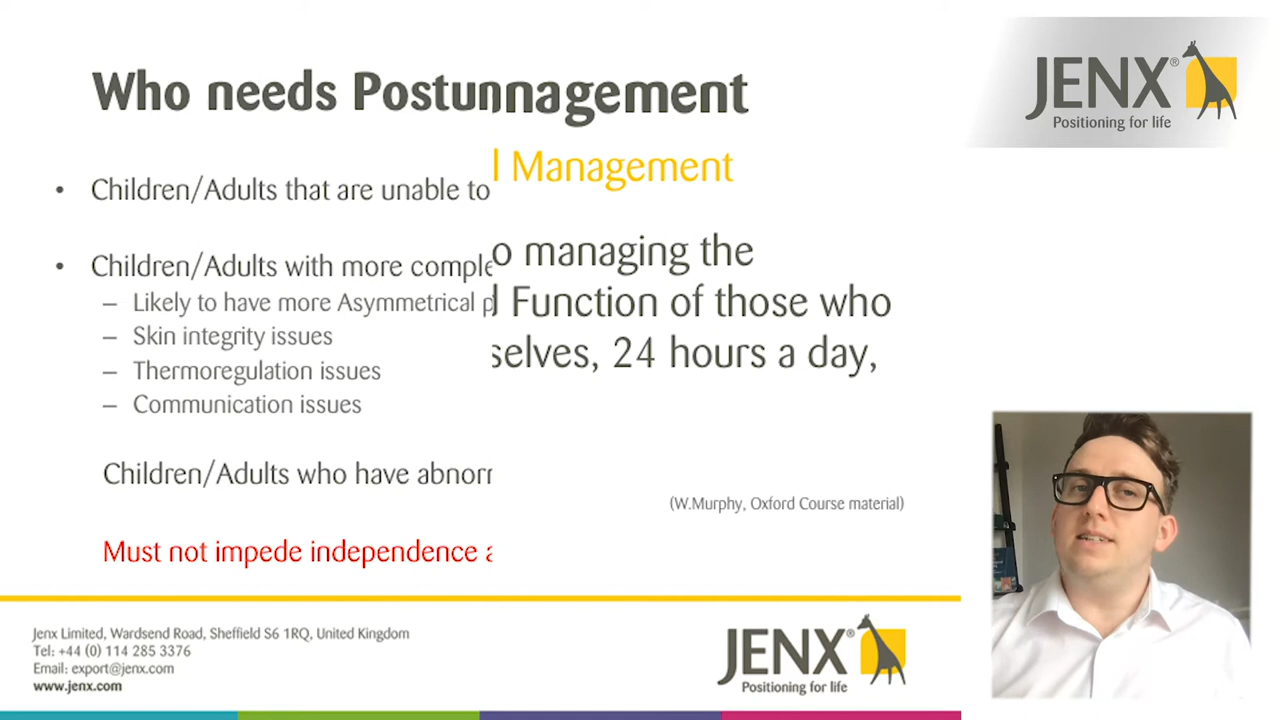 Who needs Postunnagement
l Management
Children/Adults that are unable to
o managing the
Children/Adults with more comple
d Function of those who
Likely to have more Asymmetrical p
Skin integrity issues
selves, 24 hours a day,
Thermoregulation issues
Communication issues
Children/Adults who have abnorm
(W.Murphy, Oxford Course material)
Must not impede independence a
Jenx Limited, Wardsend Road, Sheffield S6 1RQ, United Kingdom
Tel: +44 (0) 114 285 3376
Email: export@jenx.com
www.jenx.com
JENX®
Positioning for life
JENX®
Positioning for life